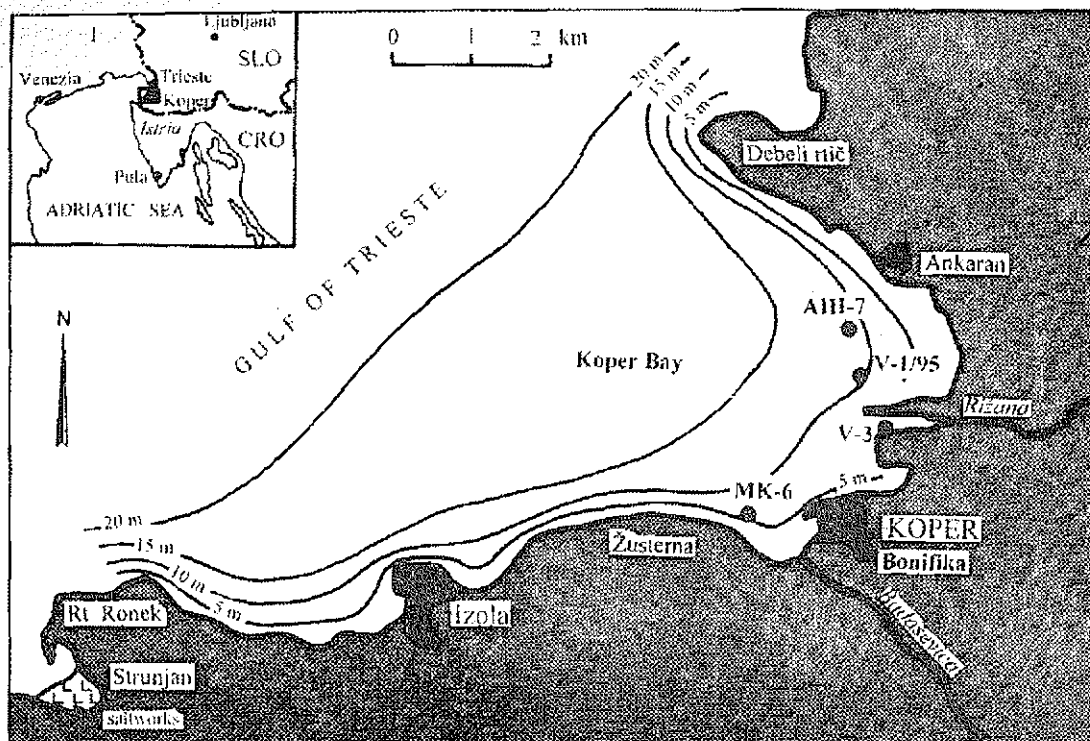 Ljubljana
SLO
Venezia
Trieste
Koper
Istria
CRO
Pula
ADRIATIC SEA
0 1 2 km
N
GULF OF TRIESTE
20 m
15 m
10 m
5 m
Debeli rtič
Ankaran
AIH-7
Koper Bay
V-1/95
Rižana
V-3
5 m
MK-6
KOPER
Bonifika
Žusterna
Badaševica
20 m
15 m
10 m
5 m
Rt Ronek
Izola
Strunjan
saltworks